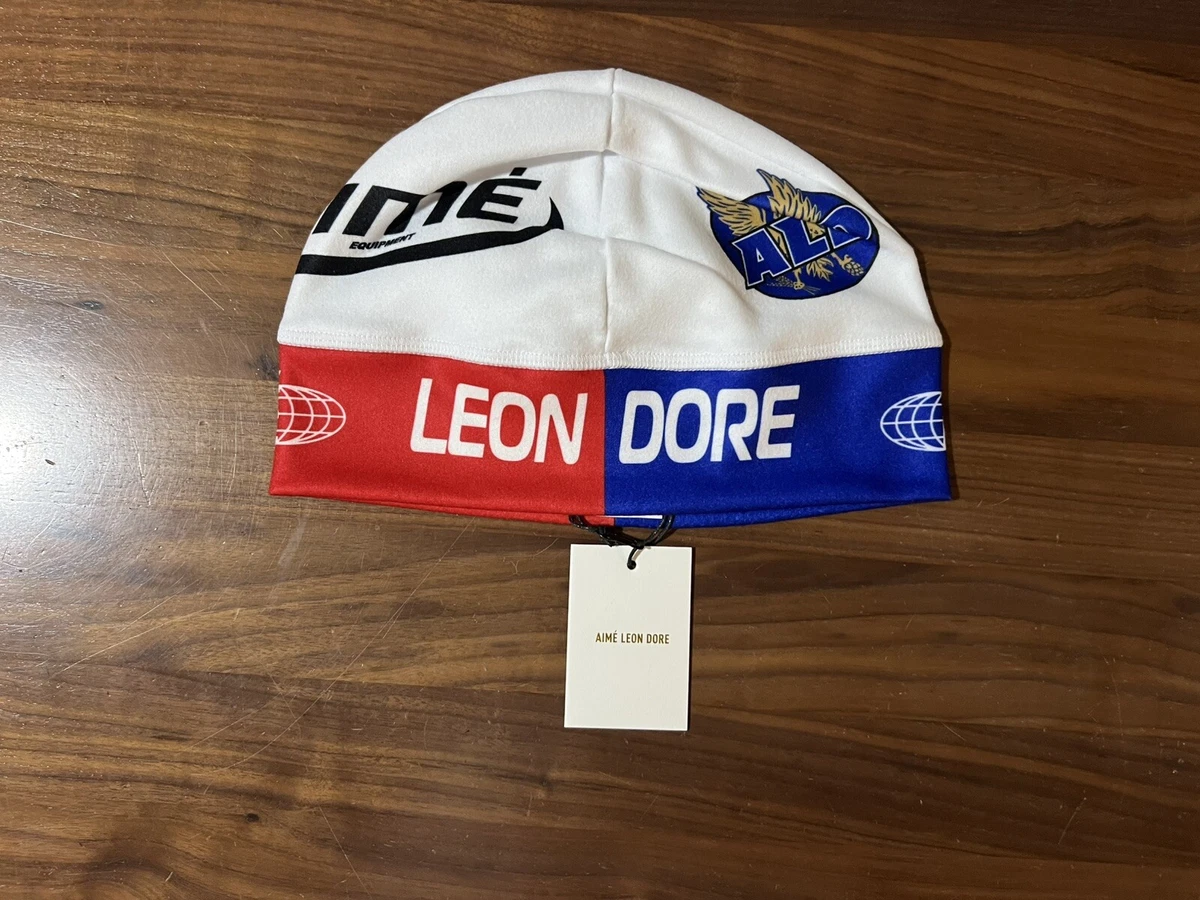 IMÉ
EQUIPMENT
ALD
LEON DORE
AIMÉ LEON DORE